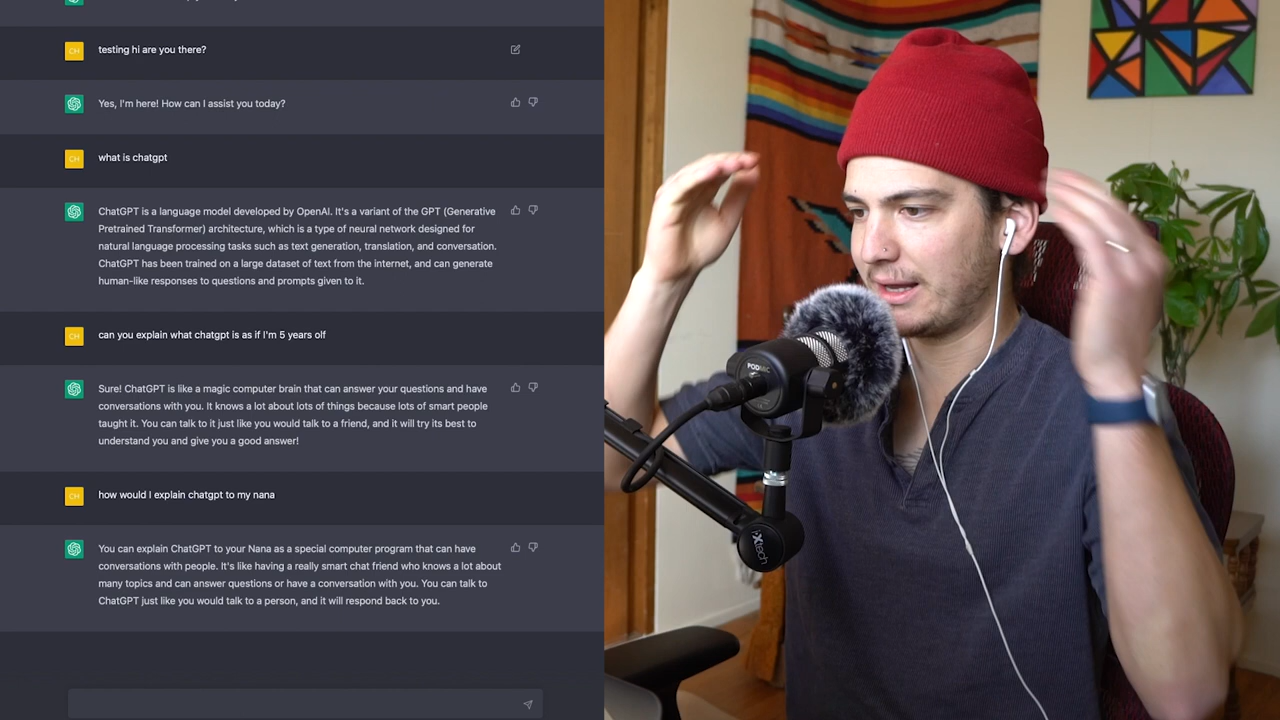 testing hi are you there?
Yes, I'm here! How can I assist you today?
what is chatgpt
ChatGPT is a language model developed by OpenAI. It's a variant of the GPT (Generative
Pretrained Transformer) architecture, which is a type of neural network designed for
natural language processing tasks such as text generation, translation, and conversation.
ChatGPT has been trained on a large dataset of text from the internet, and can generate
human-like responses to questions and prompts given to it.
can you explain what chatgpt is as if I'm 5 years olf
Sure! ChatGPT is like a magic computer brain that can answer your questions and have
conversations with you. It knows a lot about lots of things because lots of smart people
taught it. You can talk to it just like you would talk to a friend, and it will try its best to
understand you and give you a good answer!
how would I explain chatgpt to my nana
You can explain ChatGPT to your Nana as a special computer program that can have
conversations with people. It's like having a really smart chat friend who knows a lot about
many topics and can answer questions or have a conversation with you. You can talk to
ChatGPT just like you would talk to a person, and it will respond back to you.
CH
CH
CH
CH
PODMIC